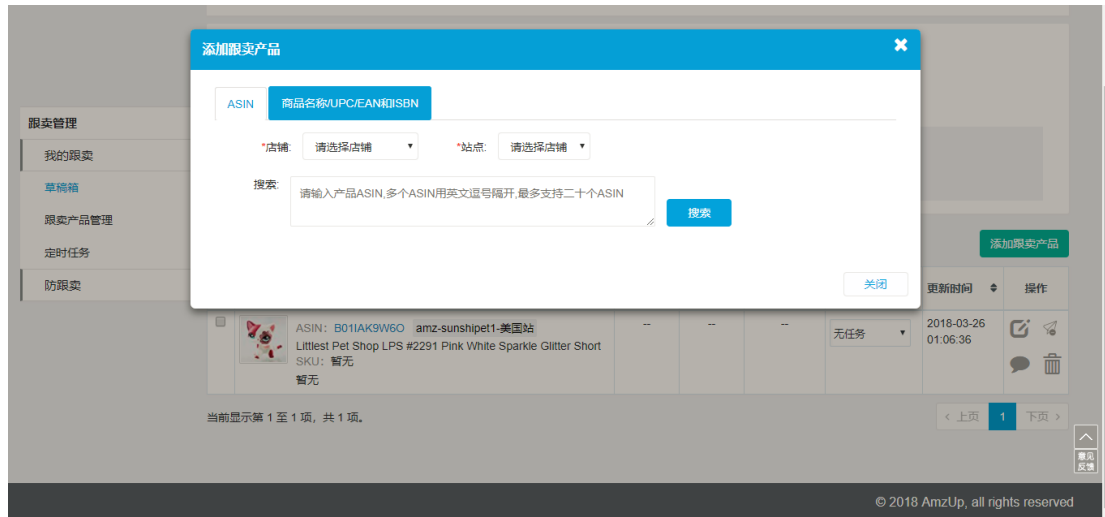 添加跟卖产品
ASIN
商品名称/UPC/EAN和ISBN
*店铺: 请选择店铺
*站点: 请选择店铺
搜索:
请输入产品ASIN,多个ASIN用英文逗号隔开,最多支持二十个ASIN
搜索
关闭
跟卖管理
我的跟卖
草稿箱
跟卖产品管理
定时任务
防跟卖
添加跟卖产品
更新时间
操作
ASIN: B01IAK9W6O amz-sunshipet1-美国站
Littlest Pet Shop LPS #2291 Pink White Sparkle Glitter Short
SKU: 暂无
暂无
--
--
--
无任务
2018-03-26
01:06:36
当前显示第 1 至 1 项, 共 1 项。
< 上页
1
下页 >
意见
反馈
© 2018 AmzUp, all rights reserved